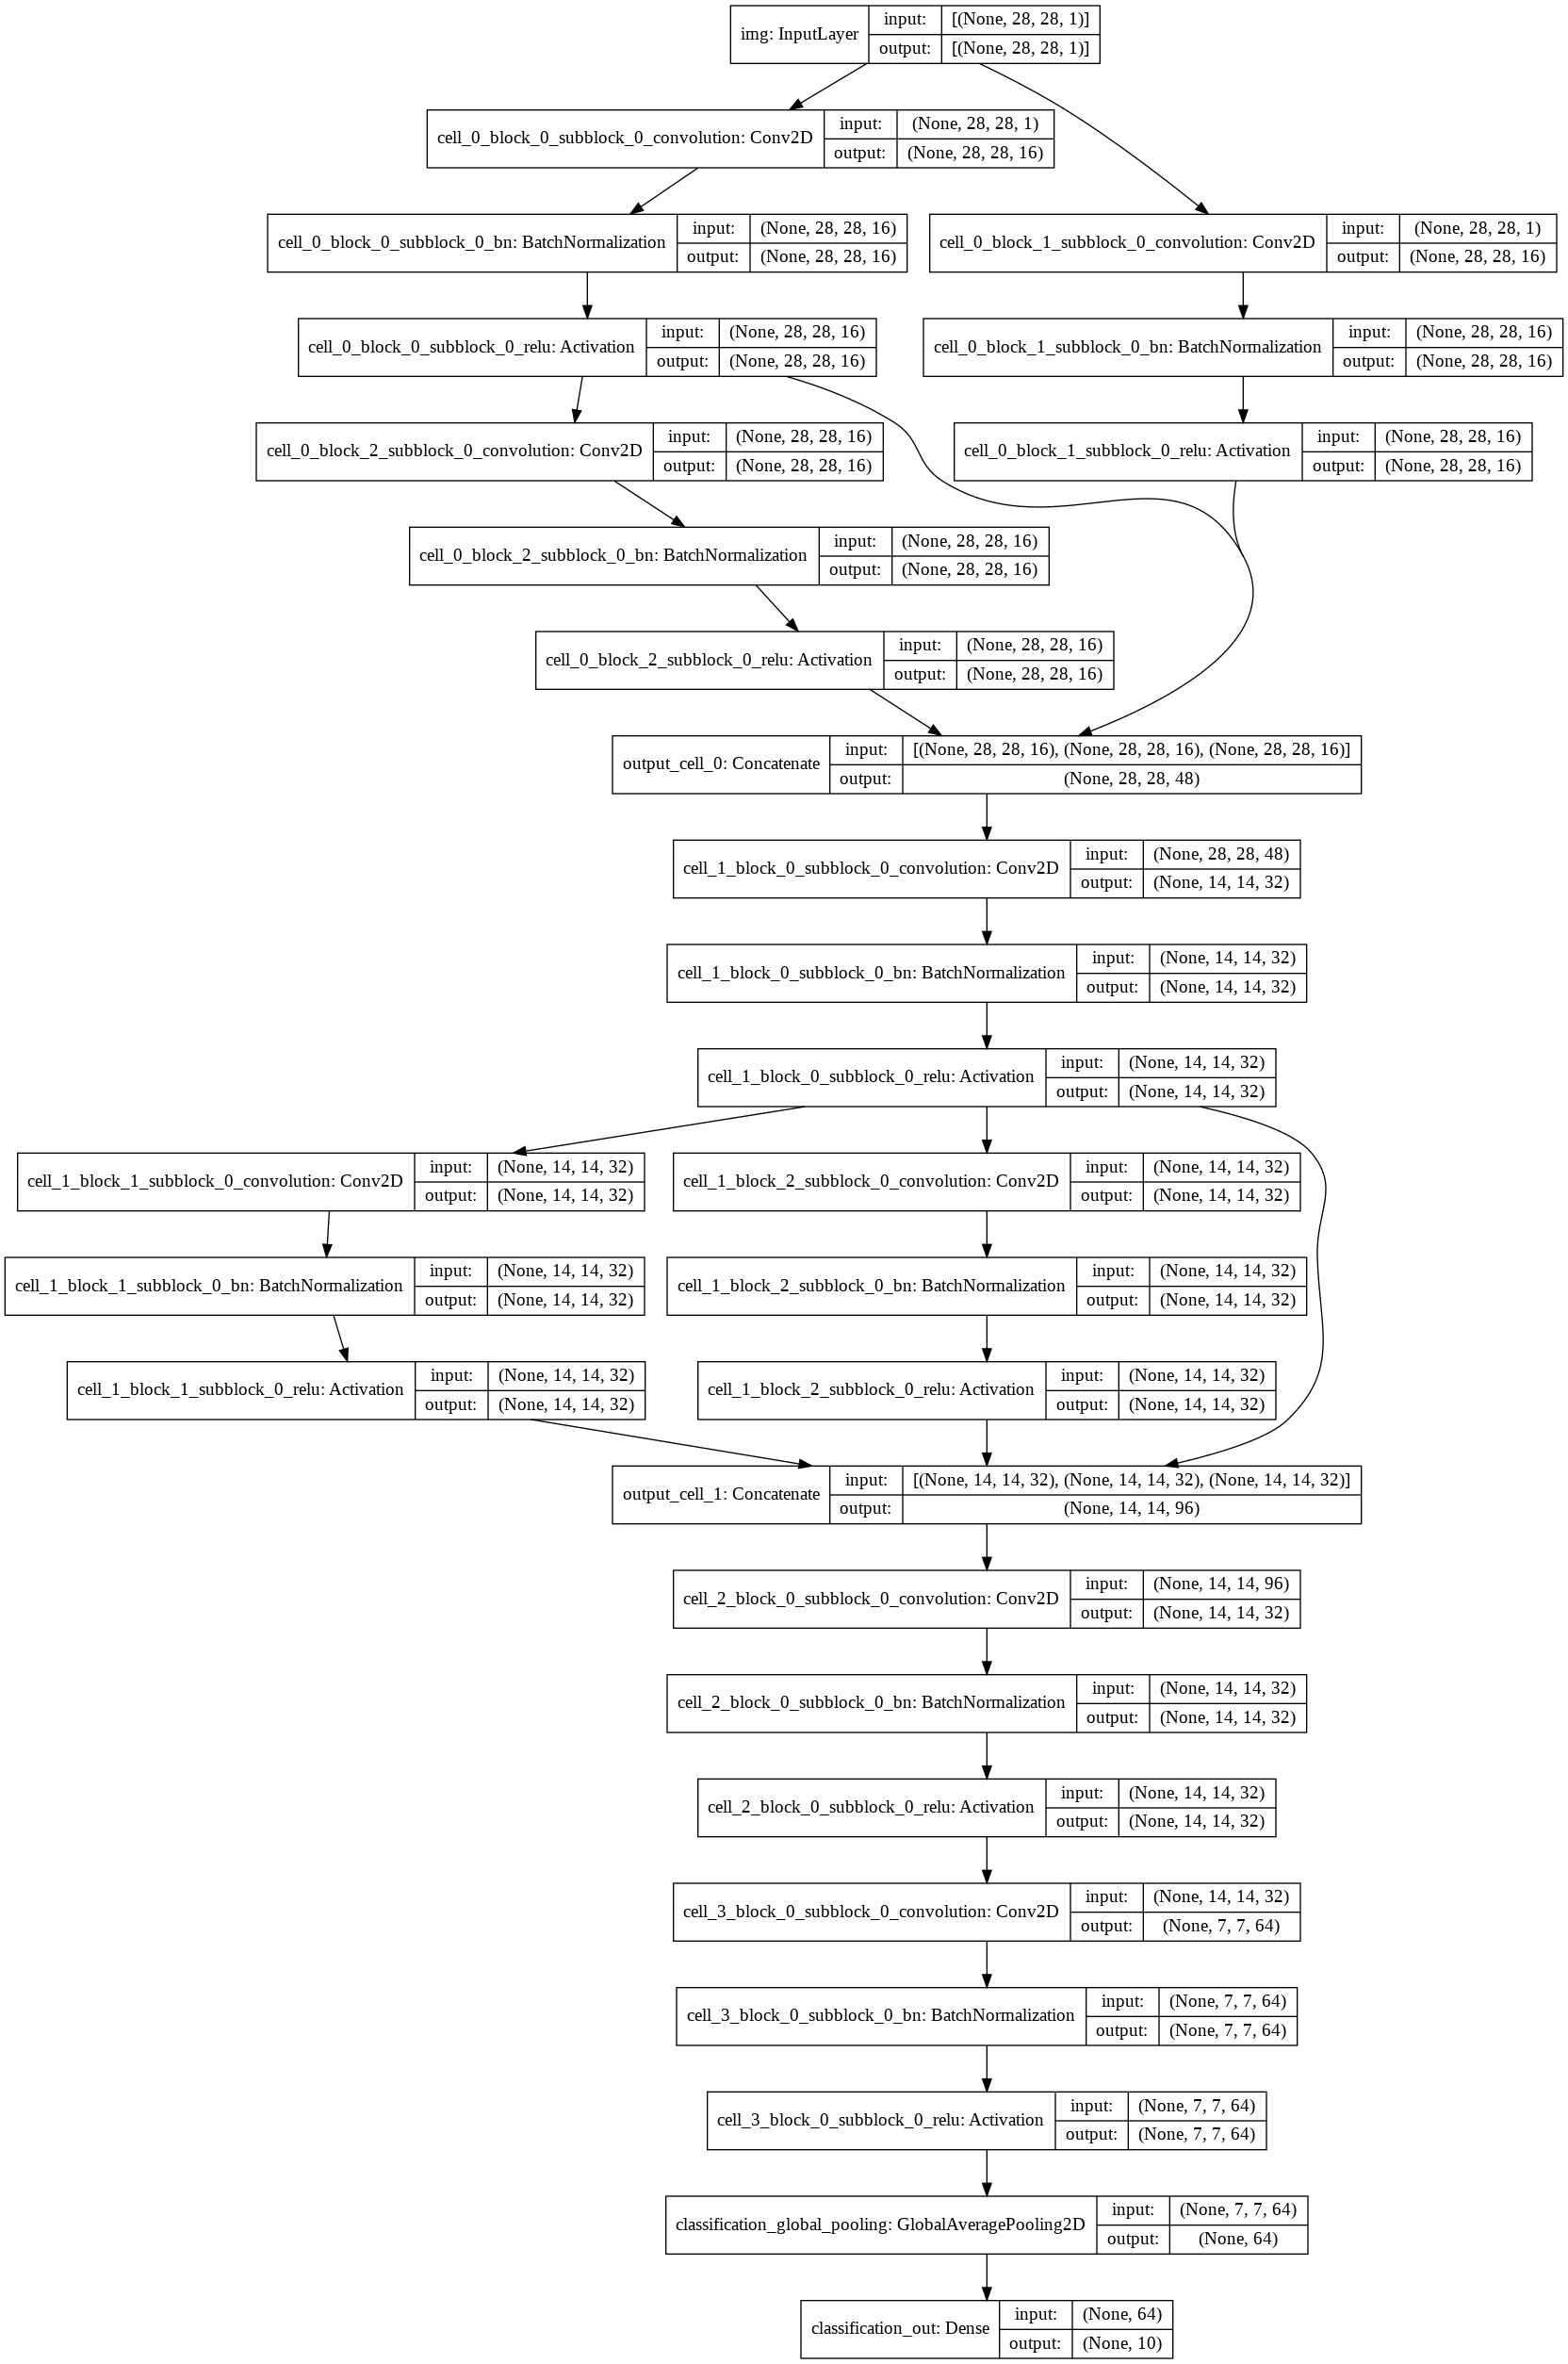 img: InputLayer
input:
[(None, 28, 28, 1)]
output:
[(None, 28, 28, 1)]
cell_0_block_0_subblock_0_convolution: Conv2D
input:
(None, 28, 28, 1)
output:
(None, 28, 28, 16)
cell_0_block_0_subblock_0_bn: BatchNormalization
input:
(None, 28, 28, 16)
output:
(None, 28, 28, 16)
cell_0_block_1_subblock_0_convolution: Conv2D
input:
(None, 28, 28, 1)
output:
(None, 28, 28, 16)
cell_0_block_0_subblock_0_relu: Activation
input:
(None, 28, 28, 16)
output:
(None, 28, 28, 16)
cell_0_block_1_subblock_0_bn: BatchNormalization
input:
(None, 28, 28, 16)
output:
(None, 28, 28, 16)
cell_0_block_2_subblock_0_convolution: Conv2D
input:
(None, 28, 28, 16)
output:
(None, 28, 28, 16)
cell_0_block_1_subblock_0_relu: Activation
input:
(None, 28, 28, 16)
output:
(None, 28, 28, 16)
cell_0_block_2_subblock_0_bn: BatchNormalization
input:
(None, 28, 28, 16)
output:
(None, 28, 28, 16)
cell_0_block_2_subblock_0_relu: Activation
input:
(None, 28, 28, 16)
output:
(None, 28, 28, 16)
output_cell_0: Concatenate
input:
[(None, 28, 28, 16), (None, 28, 28, 16), (None, 28, 28, 16)]
output:
(None, 28, 28, 48)
cell_1_block_0_subblock_0_convolution: Conv2D
input:
(None, 28, 28, 48)
output:
(None, 14, 14, 32)
cell_1_block_0_subblock_0_bn: BatchNormalization
input:
(None, 14, 14, 32)
output:
(None, 14, 14, 32)
cell_1_block_0_subblock_0_relu: Activation
input:
(None, 14, 14, 32)
output:
(None, 14, 14, 32)
cell_1_block_1_subblock_0_convolution: Conv2D
input:
(None, 14, 14, 32)
output:
(None, 14, 14, 32)
cell_1_block_2_subblock_0_convolution: Conv2D
input:
(None, 14, 14, 32)
output:
(None, 14, 14, 32)
cell_1_block_1_subblock_0_bn: BatchNormalization
input:
(None, 14, 14, 32)
output:
(None, 14, 14, 32)
cell_1_block_2_subblock_0_bn: BatchNormalization
input:
(None, 14, 14, 32)
output:
(None, 14, 14, 32)
cell_1_block_1_subblock_0_relu: Activation
input:
(None, 14, 14, 32)
output:
(None, 14, 14, 32)
cell_1_block_2_subblock_0_relu: Activation
input:
(None, 14, 14, 32)
output:
(None, 14, 14, 32)
output_cell_1: Concatenate
input:
[(None, 14, 14, 32), (None, 14, 14, 32), (None, 14, 14, 32)]
output:
(None, 14, 14, 96)
cell_2_block_0_subblock_0_convolution: Conv2D
input:
(None, 14, 14, 96)
output:
(None, 14, 14, 32)
cell_2_block_0_subblock_0_bn: BatchNormalization
input:
(None, 14, 14, 32)
output:
(None, 14, 14, 32)
cell_2_block_0_subblock_0_relu: Activation
input:
(None, 14, 14, 32)
output:
(None, 14, 14, 32)
cell_3_block_0_subblock_0_convolution: Conv2D
input:
(None, 14, 14, 32)
output:
(None, 7, 7, 64)
cell_3_block_0_subblock_0_bn: BatchNormalization
input:
(None, 7, 7, 64)
output:
(None, 7, 7, 64)
cell_3_block_0_subblock_0_relu: Activation
input:
(None, 7, 7, 64)
output:
(None, 7, 7, 64)
classification_global_pooling: GlobalAveragePooling2D
input:
(None, 7, 7, 64)
output:
(None, 64)
classification_out: Dense
input:
(None, 64)
output:
(None, 10)